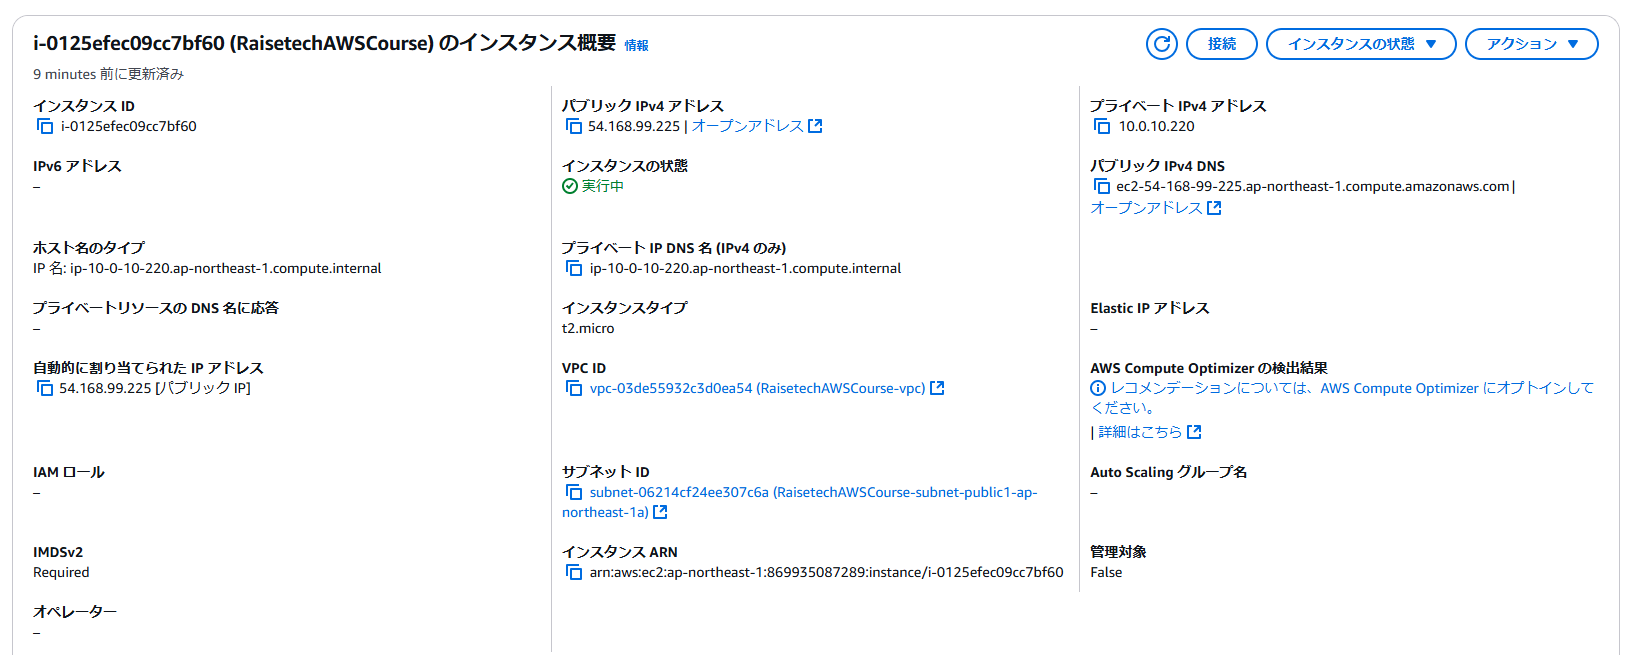 i-0125efec09cc7bf60 (RaisetechAWSCourse) のインスタンス概要 情報
接続
インスタンスの状態
アクション
9 minutes 前に更新済み
インスタンス ID
i-0125efec09cc7bf60
パブリック IPv4 アドレス
54.168.99.225 | オープンアドレス
プライベート IPv4 アドレス
10.0.10.220
IPv6 アドレス
–
インスタンスの状態
実行中
パブリック IPv4 DNS
ec2-54-168-99-225.ap-northeast-1.compute.amazonaws.com |
オープンアドレス
ホスト名のタイプ
IP 名: ip-10-0-10-220.ap-northeast-1.compute.internal
プライベート IP DNS 名 (IPv4 のみ)
ip-10-0-10-220.ap-northeast-1.compute.internal
プライベートリソースの DNS 名に応答
–
インスタンスタイプ
t2.micro
Elastic IP アドレス
–
自動的に割り当てられた IP アドレス
54.168.99.225 [パブリック IP]
VPC ID
vpc-03de55932c3d0ea54 (RaisetechAWSCourse-vpc)
AWS Compute Optimizer の検出結果
レコメンデーションについては、AWS Compute Optimizer にオプトインして
ください。
| 詳細はこちら
IAM ロール
–
サブネット ID
subnet-06214cf24ee307c6a (RaisetechAWSCourse-subnet-public1-ap-
northeast-1a)
Auto Scaling グループ名
–
IMDSv2
Required
インスタンス ARN
arn:aws:ec2:ap-northeast-1:869935087289:instance/i-0125efec09cc7bf60
管理対象
False
オペレーター
–